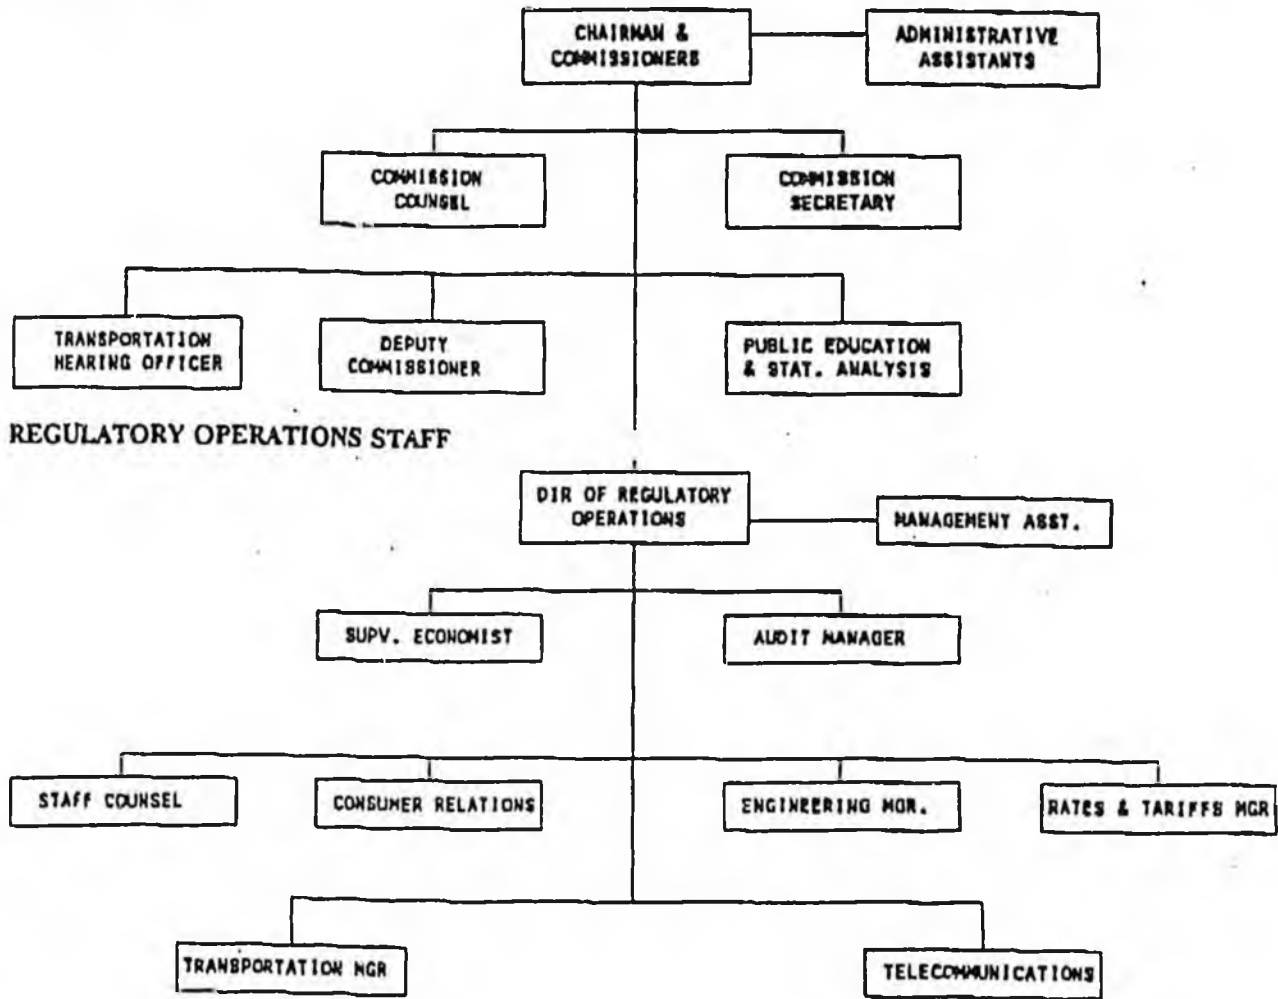 CHAIRMAN &
COMMISSIONERS
ADMINISTRATIVE
ASSISTANTS
COMMISSION
COUNSEL
COMMISSION
SECRETARY
TRANSPORTATION
HEARING OFFICER
DEPUTY
COMMISSIONER
PUBLIC EDUCATION
& STAT. ANALYSIS
REGULATORY OPERATIONS STAFF
DIR OF REGULATORY
OPERATIONS
MANAGEMENT ASST.
SUPV. ECONOMIST
AUDIT MANAGER
STAFF COUNSEL
CONSUMER RELATIONS
ENGINEERING MGR.
RATES & TARIFFS MGR
TRANSPORTATION MGR
TELECOMMUNICATIONS